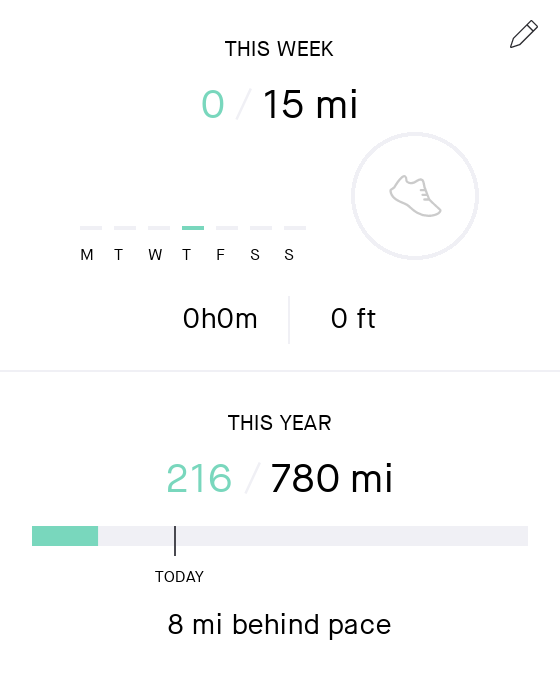 THIS WEEK
0 / 15 mi
M T W T F S S
0h0m 0 ft
THIS YEAR
216 / 780 mi
TODAY
8 mi behind pace